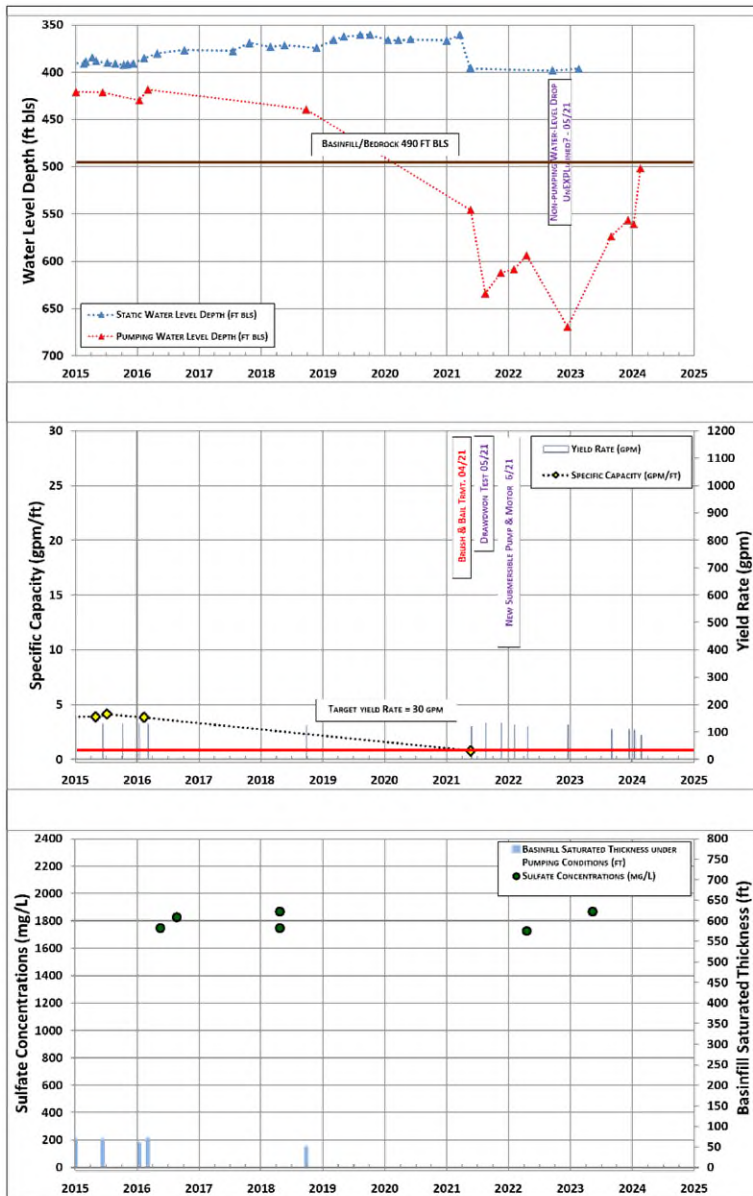 350
400
450
500
550
600
650
700
Water Level Depth (ft bls)
Basinfill/Bedrock 490 ft bls
Non-pumping Water-Level Drop
UnEXPlained? - 05/21
Static Water Level Depth (ft bls)
Pumping Water Level Depth (ft bls)
2015 2016 2017 2018 2019 2020 2021 2022 2023 2024 2025
30
25
20
15
10
5
0
Specific Capacity (gpm/ft)
Brush & Bail Trmt. 04/21
Drawdwon Test 05/21
New Submersible Pump & Motor 6/21
Yield Rate (gpm)
Specific Capacity (gpm/ft)
Target yield Rate = 30 gpm
1200
1100
1000
900
800
700
600
500
400
300
200
100
0
Yield Rate (gpm)
2015 2016 2017 2018 2019 2020 2021 2022 2023 2024 2025
2400
2200
2000
1800
1600
1400
1200
1000
800
600
400
200
0
Sulfate Concentrations (mg/L)
Basinfill Saturated Thickness under
Pumping Conditions (ft)
Sulfate Concentrations (mg/L)
800
750
700
650
600
550
500
450
400
350
300
250
200
150
100
50
0
Basinfill Saturated Thickness (ft)
2015 2016 2017 2018 2019 2020 2021 2022 2023 2024 2025